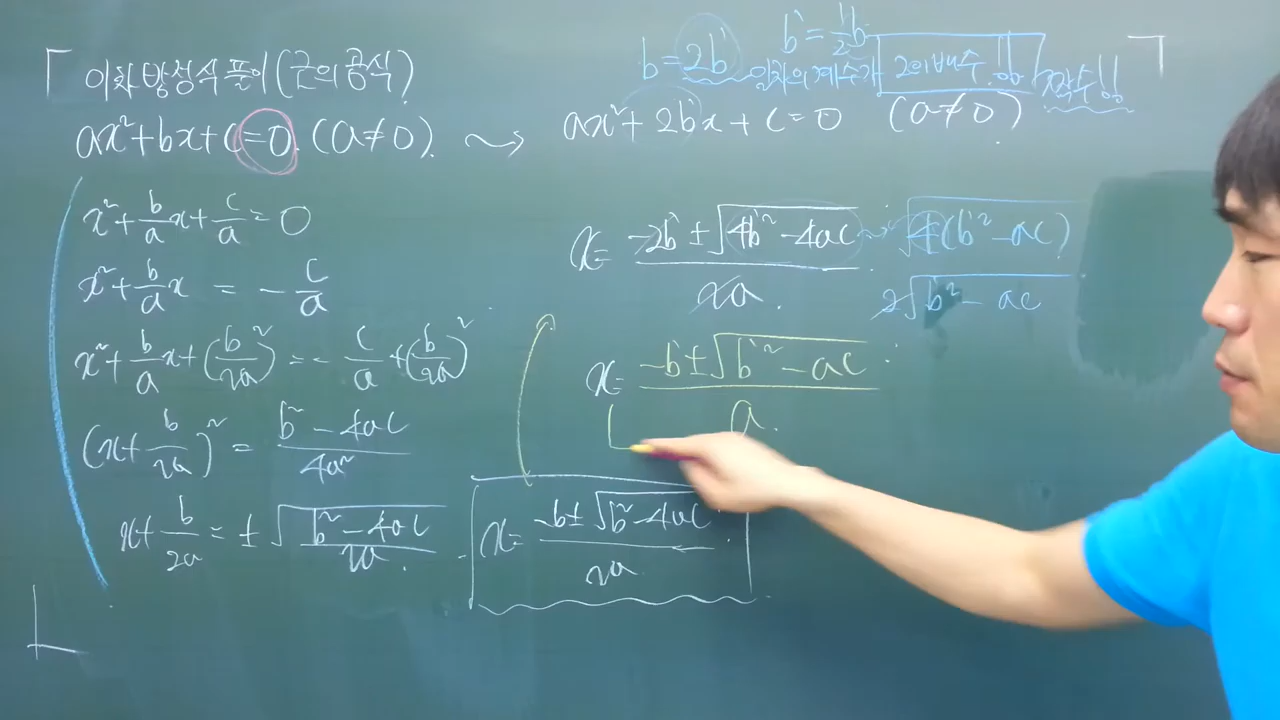 이차방정식 풀이 (근의 공식)
ax²+bx+c=0. (a≠0).
x²+b/a x+c/a=0
x²+b/a x = -c/a
x²+b/a x+(b/2a)²=-c/a+(b/2a)²
(x+b/2a)² = b²-4ac/4a²
x+b/2a = ±√b²-4ac/2a.
x= -b±√b²-4ac/2a
b=2b' b'=1/2b
일차의 계수가 2의배수!! 짝수!!
ax²+2b'x+c=0 (a≠0).
x= -2b'±√4b'²-4ac/2a. √4(b'²-ac)
2√b'²-ac
x= -b'±√b'²-ac/a.